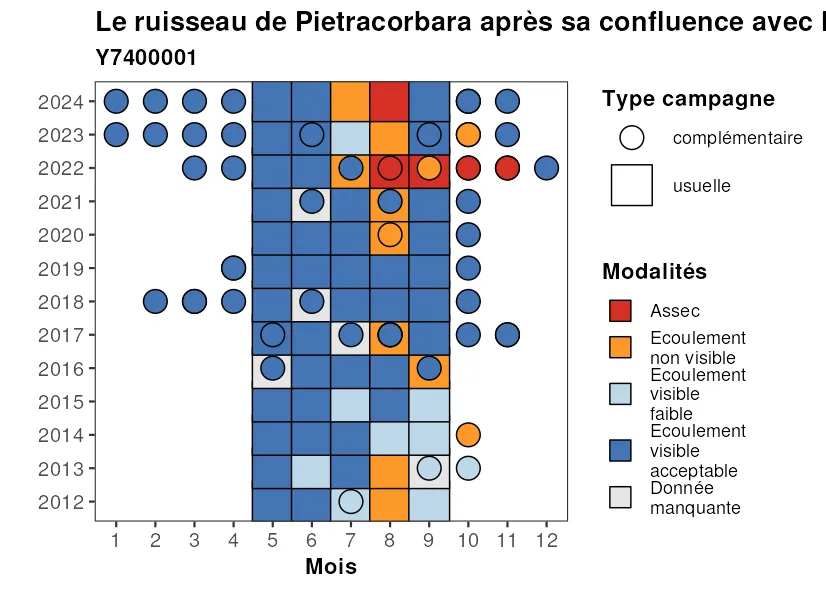 Le ruisseau de Pietracorbara après sa confluence avec l
Y7400001
2024
2023
2022
2021
2020
2019
2018
2017
2016
2015
2014
2013
2012
1 2 3 4 5 6 7 8 9 10 11 12
Mois
Type campagne
complémentaire
usuelle
Modalités
Assec
Ecoulement
non visible
Ecoulement
visible
faible
Ecoulement
visible
acceptable
Donnée
manquante